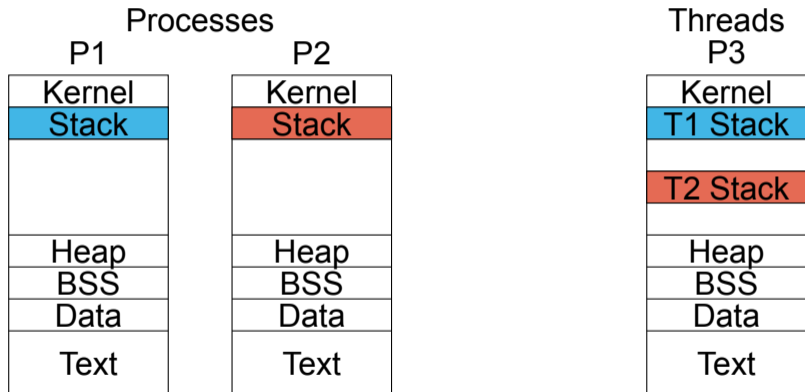 Processes
P1
Kernel
Stack
Heap
BSS
Data
Text
P2
Kernel
Stack
Heap
BSS
Data
Text
Threads
P3
Kernel
T1 Stack
T2 Stack
Heap
BSS
Data
Text